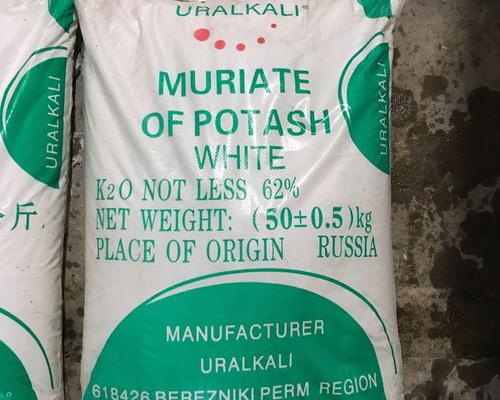 URALKALI®
MURIATE
OF POTASH
WHITE
K2O NOT LESS 62%
NET WEIGHT: (50±0.5)kg
PLACE OF ORIGIN RUSSIA
MANUFACTURER
URALKALI
618426 BEREZNIKI PERM REGION
URALKALI
斤
URALKALI